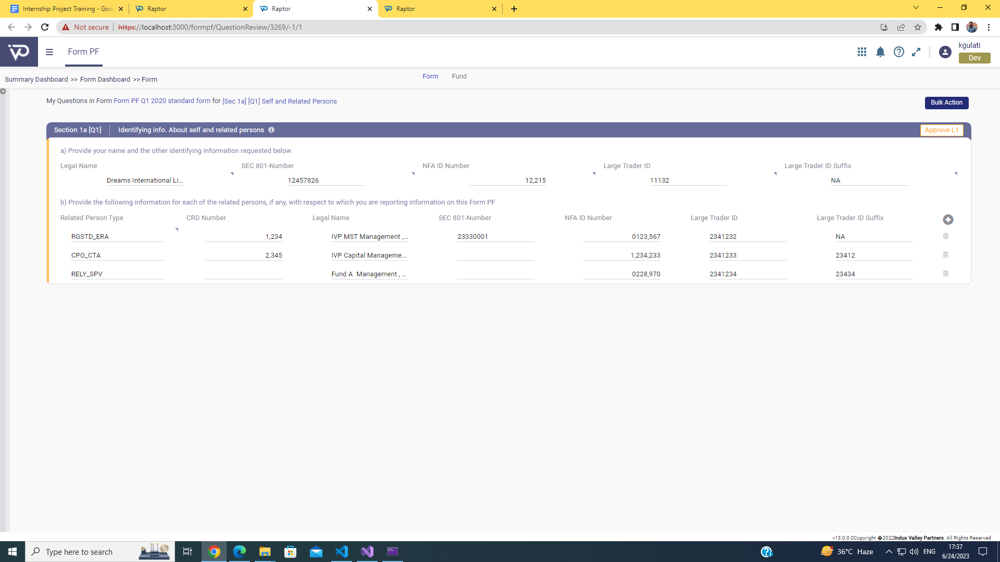 Internship Project Training - Goo
Raptor
Raptor
Raptor
Not secure
https://localhost:3000/formpf/QuestionReview/3269/-1/1
Form PF
kgulati
Dev
Summary Dashboard >> Form Dashboard >> Form
Form
Fund
My Questions in Form Form PF Q1 2020 standard form for [Sec 1a] [Q1] Self and Related Persons
Bulk Action
Section 1a [Q1]
Identifying info. About self and related persons
Approve L1
a) Provide your name and the other identifying information requested below
Legal Name SEC 801-Number NFA ID Number Large Trader ID Large Trader ID Suffix
Dreams International Li... 12457826 12,215 11132 NA
b) Provide the following information for each of the related persons, if any, with respect to which you are reporting information on this Form PF
Related Person Type CRD Number Legal Name SEC 801-Number NFA ID Number Large Trader ID Large Trader ID Suffix
RGSTD_ERA 1,234 IVP MST Management ,... 23330001 0123,567 2341232 NA
CPO_CTA 2,345 IVP Capital Manageme... 1,234,233 2341233 23412
RELY_SPV Fund A Management , ... 0228,970 2341234 23434
v13.0.0.0Copyright �2022Indus Valley Partners. All Rights Reserved
Type here to search
36°C Haze
ENG
17:37
6/24/2023